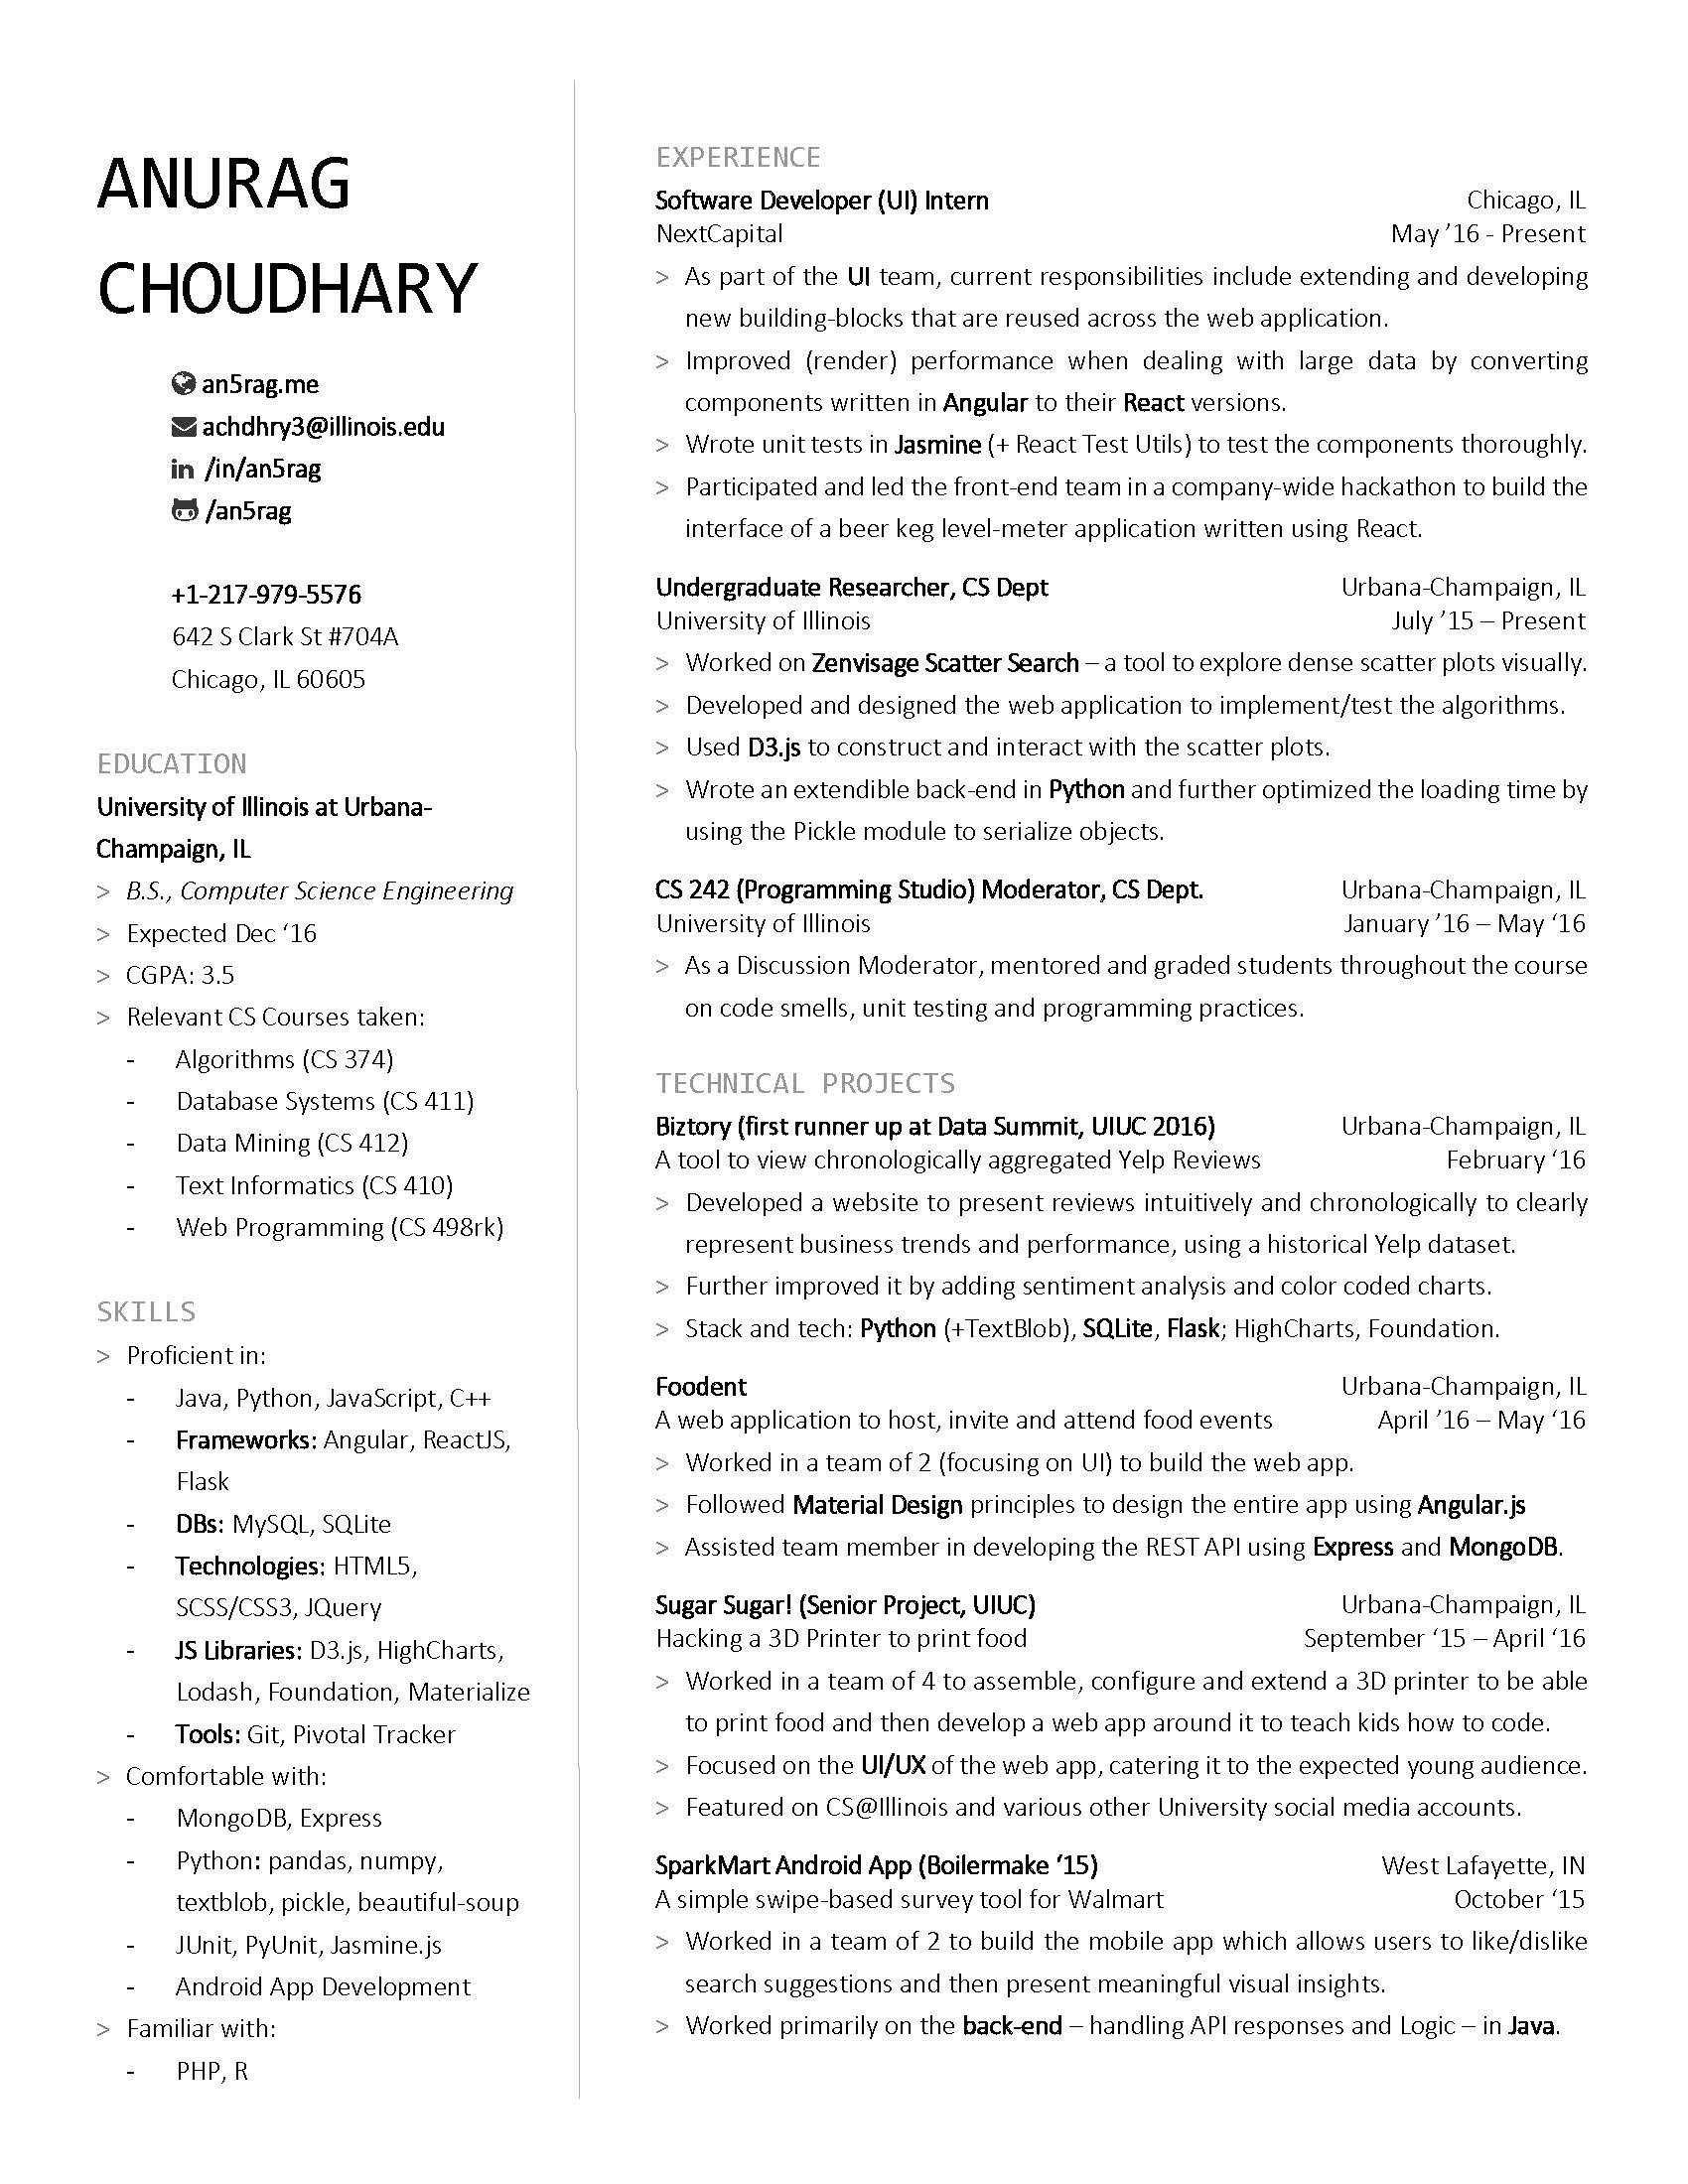 ANURAG
CHOUDHARY
an5rag.me
achdhry3@illinois.edu
in /in/an5rag
/an5rag
+1-217-979-5576
642 S Clark St #704A
Chicago, IL 60605
EDUCATION
University of Illinois at Urbana-
Champaign, IL
> B.S., Computer Science Engineering
> Expected Dec ‘16
> CGPA: 3.5
> Relevant CS Courses taken:
- Algorithms (CS 374)
- Database Systems (CS 411)
- Data Mining (CS 412)
- Text Informatics (CS 410)
- Web Programming (CS 498rk)
SKILLS
> Proficient in:
- Java, Python, JavaScript, C++
- Frameworks: Angular, ReactJS,
Flask
- DBs: MySQL, SQLite
- Technologies: HTML5,
SCSS/CSS3, JQuery
- JS Libraries: D3.js, HighCharts,
Lodash, Foundation, Materialize
- Tools: Git, Pivotal Tracker
> Comfortable with:
- MongoDB, Express
- Python: pandas, numpy,
textblob, pickle, beautiful-soup
- JUnit, PyUnit, Jasmine.js
- Android App Development
> Familiar with:
- PHP, R
EXPERIENCE
Software Developer (UI) Intern Chicago, IL
NextCapital May ’16 - Present
> As part of the UI team, current responsibilities include extending and developing
new building-blocks that are reused across the web application.
> Improved (render) performance when dealing with large data by converting
components written in Angular to their React versions.
> Wrote unit tests in Jasmine (+ React Test Utils) to test the components thoroughly.
> Participated and led the front-end team in a company-wide hackathon to build the
interface of a beer keg level-meter application written using React.
Undergraduate Researcher, CS Dept Urbana-Champaign, IL
University of Illinois July ’15 – Present
> Worked on Zenvisage Scatter Search – a tool to explore dense scatter plots visually.
> Developed and designed the web application to implement/test the algorithms.
> Used D3.js to construct and interact with the scatter plots.
> Wrote an extendible back-end in Python and further optimized the loading time by
using the Pickle module to serialize objects.
CS 242 (Programming Studio) Moderator, CS Dept. Urbana-Champaign, IL
University of Illinois January ’16 – May ‘16
> As a Discussion Moderator, mentored and graded students throughout the course
on code smells, unit testing and programming practices.
TECHNICAL PROJECTS
Biztory (first runner up at Data Summit, UIUC 2016) Urbana-Champaign, IL
A tool to view chronologically aggregated Yelp Reviews February ‘16
> Developed a website to present reviews intuitively and chronologically to clearly
represent business trends and performance, using a historical Yelp dataset.
> Further improved it by adding sentiment analysis and color coded charts.
> Stack and tech: Python (+TextBlob), SQLite, Flask; HighCharts, Foundation.
Foodent Urbana-Champaign, IL
A web application to host, invite and attend food events April ’16 – May ‘16
> Worked in a team of 2 (focusing on UI) to build the web app.
> Followed Material Design principles to design the entire app using Angular.js
> Assisted team member in developing the REST API using Express and MongoDB.
Sugar Sugar! (Senior Project, UIUC) Urbana-Champaign, IL
Hacking a 3D Printer to print food September ‘15 – April ‘16
> Worked in a team of 4 to assemble, configure and extend a 3D printer to be able
to print food and then develop a web app around it to teach kids how to code.
> Focused on the UI/UX of the web app, catering it to the expected young audience.
> Featured on CS@Illinois and various other University social media accounts.
SparkMart Android App (Boilermake ‘15) West Lafayette, IN
A simple swipe-based survey tool for Walmart October ‘15
> Worked in a team of 2 to build the mobile app which allows users to like/dislike
search suggestions and then present meaningful visual insights.
> Worked primarily on the back-end – handling API responses and Logic – in Java.